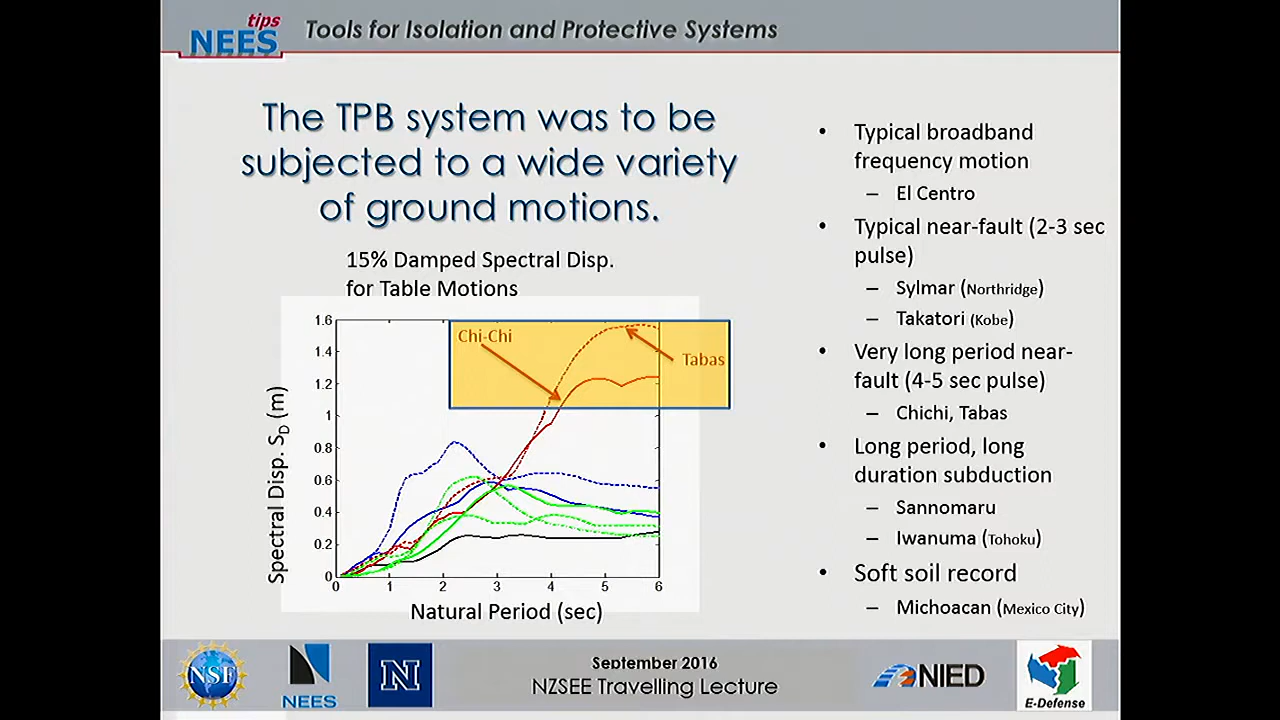 tips
NEES
Tools for Isolation and Protective Systems
The TPB system was to be
subjected to a wide variety
of ground motions.
15% Damped Spectral Disp.
for Table Motions
Spectral Disp. S_D (m)
1.6
1.4
1.2
1
0.8
0.6
0.4
0.2
0
0 1 2 3 4 5 6
Natural Period (sec)
Chi-Chi
Tabas
• Typical broadband
frequency motion
– El Centro
• Typical near-fault (2-3 sec
pulse)
– Sylmar (Northridge)
– Takatori (Kobe)
• Very long period near-
fault (4-5 sec pulse)
– Chichi, Tabas
• Long period, long
duration subduction
– Sannomaru
– Iwanuma (Tohoku)
• Soft soil record
– Michoacan (Mexico City)
NSF
NEES
N
September 2016
NZSEE Travelling Lecture
NIED
E-Defense